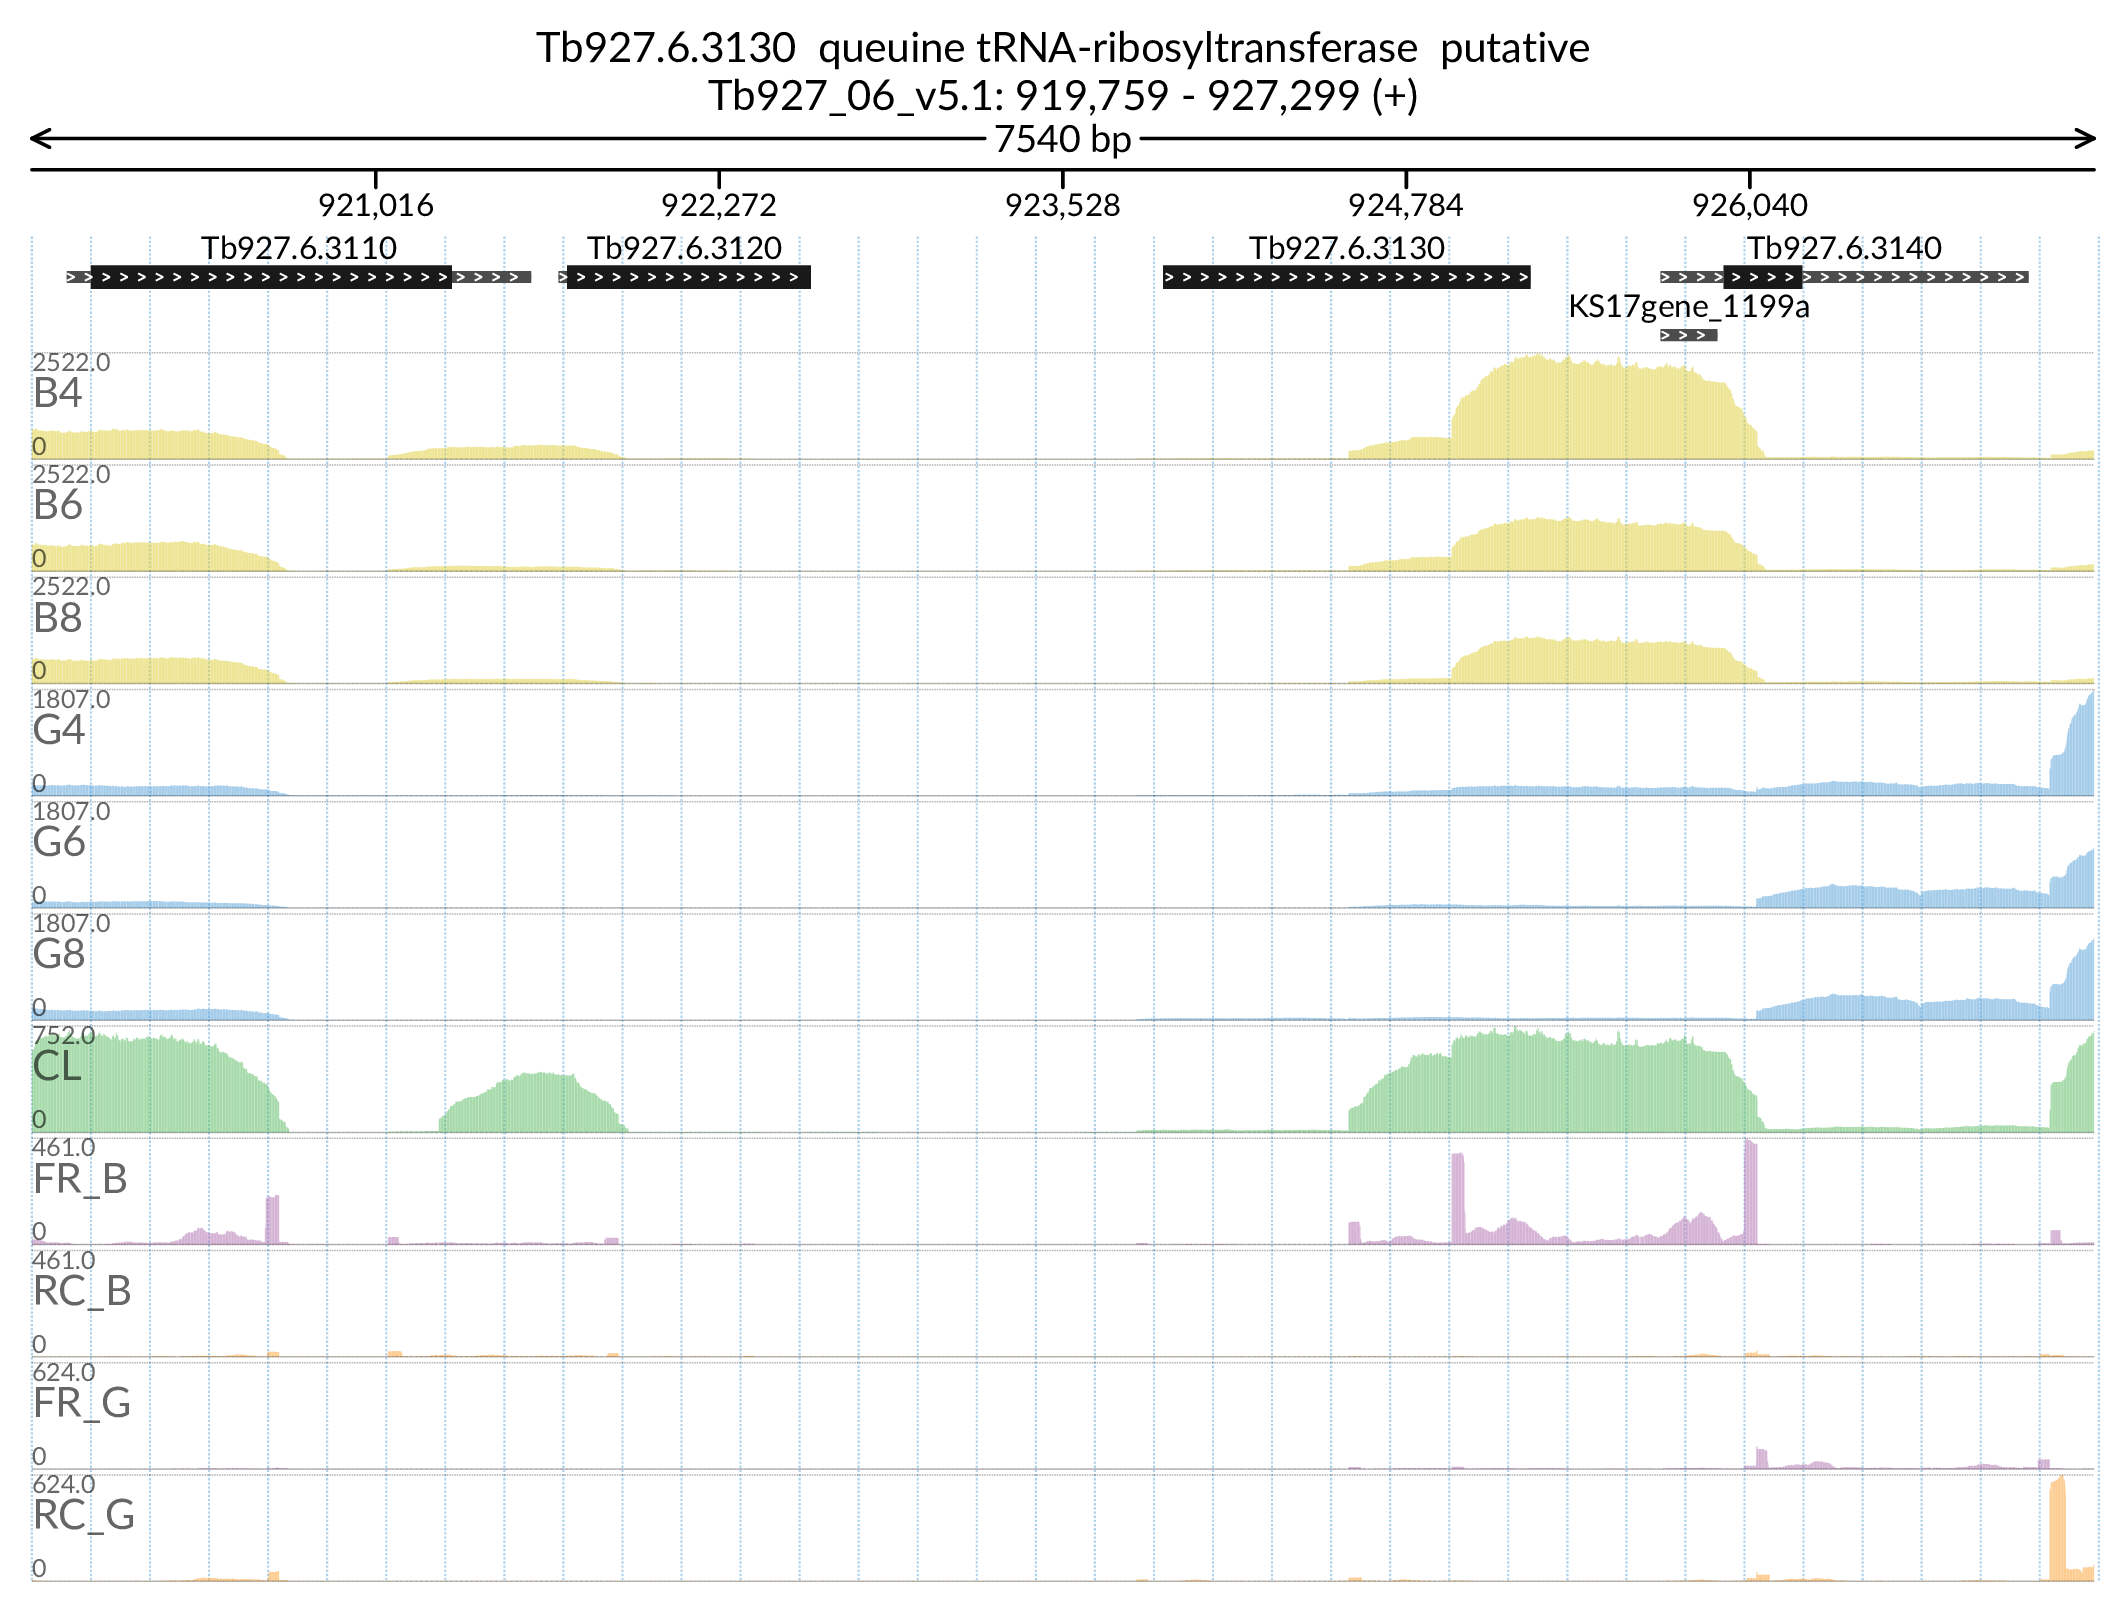 Tb927.6.3130  queuine tRNA-ribosyltransferase  putative
Tb927_06_v5.1: 919,759 - 927,299 (+)
7540 bp
921,016 922,272 923,528 924,784 926,040
Tb927.6.3110 Tb927.6.3120 Tb927.6.3130 Tb927.6.3140
KS17gene_1199a
2522.0
B4
0
2522.0
B6
0
2522.0
B8
0
1807.0
G4
0
1807.0
G6
0
1807.0
G8
0
752.0
CL
0
461.0
FR_B
0
461.0
RC_B
0
624.0
FR_G
0
624.0
RC_G
0